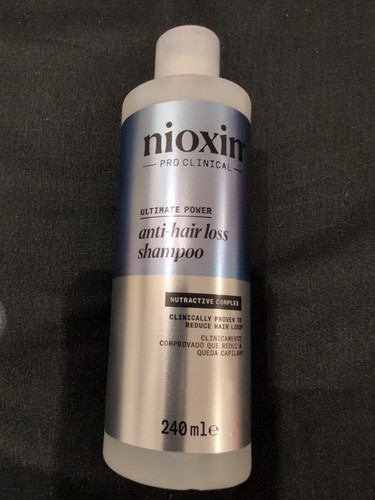 nioxin
PRO CLINICAL
ULTIMATE POWER
anti-hair loss
shampoo
NUTRACTIVE COMPLEX
CLINICALLY PROVEN TO
REDUCE HAIR LOSS*
CLINICAMENTE
COMPROVADO QUE REDUZ A
QUEDA CAPILAR*
240 ml e